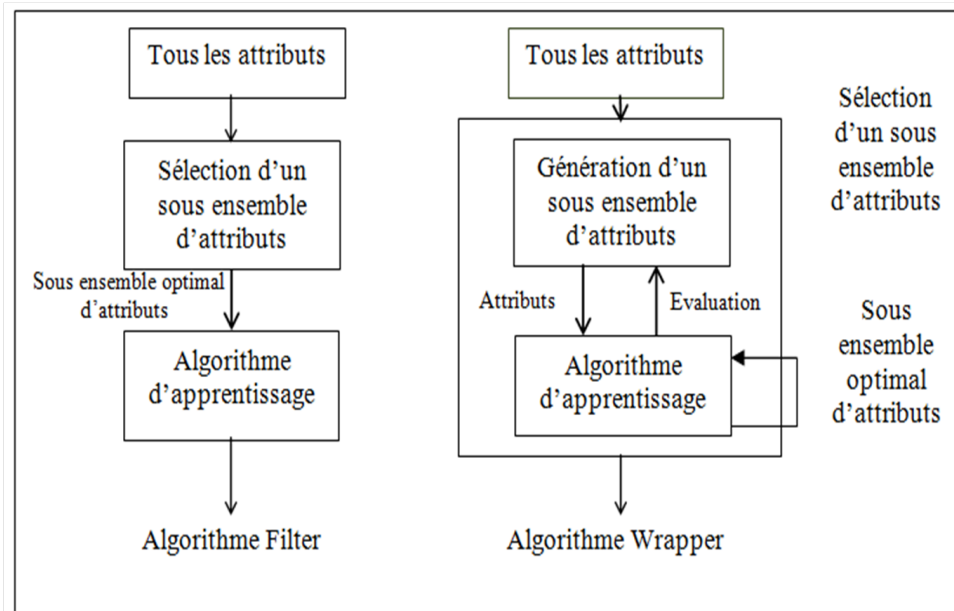 Tous les attributs
Sélection d'un
sous ensemble
d'attributs
Sous ensemble optimal
d'attributs
Algorithme
d'apprentissage
Algorithme Filter
Tous les attributs
Génération d'un
sous ensemble
d'attributs
Attributs
Evaluation
Algorithme
d'apprentissage
Algorithme Wrapper
Sélection
d'un sous
ensemble
d'attributs
Sous
ensemble
optimal
d'attributs